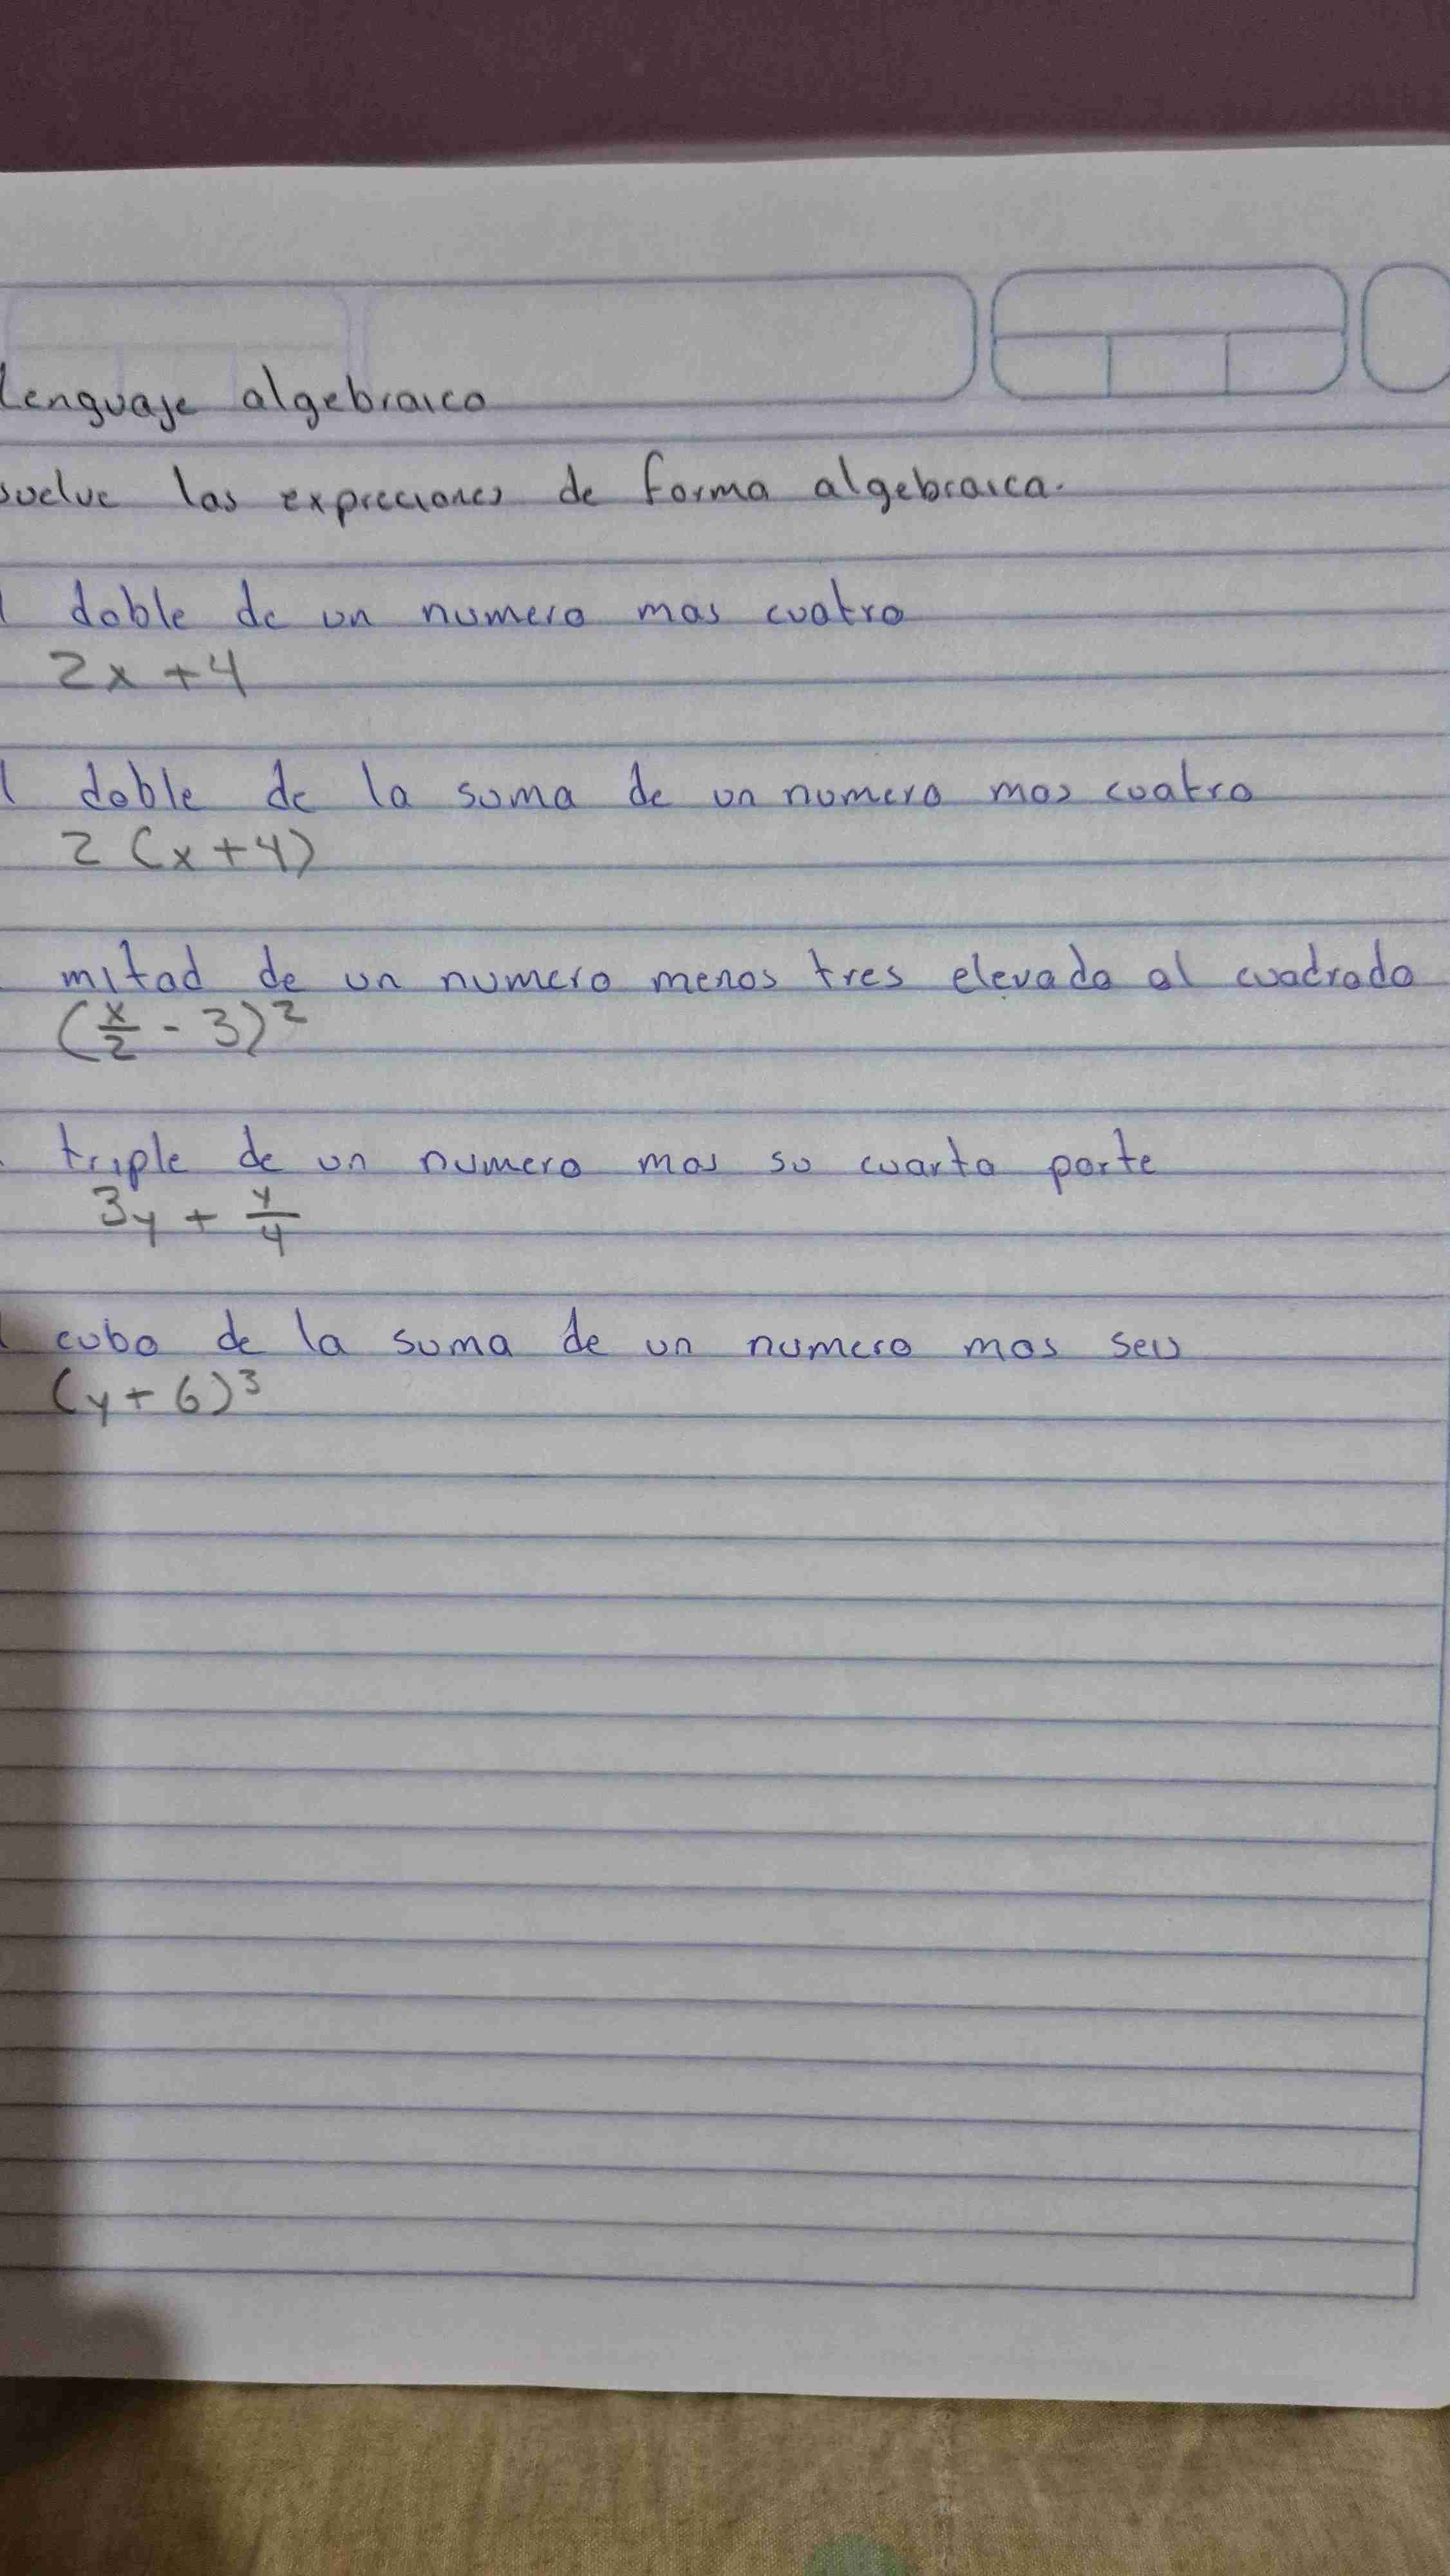 Lenguaje algebraico
suelve las expreciones de forma algebraica.
l doble de un numero mas cuatro
2x + 4
l doble de la suma de un numero mas cuatro
2 (x + 4)
mitad de un numero menos tres elevado al cuadrado
(x/2 - 3)²
triple de un numero mas su cuarta parte
3y + y/4
l cubo de la suma de un numero mas seis
(y + 6)³